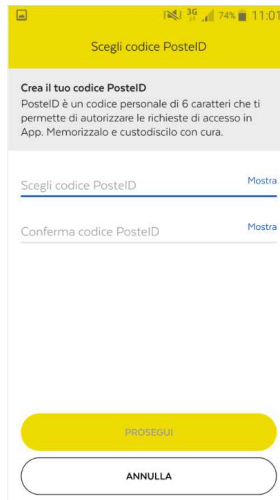 3G 74% 11:01
Scegli codice PosteID
Crea il tuo codice PosteID
PosteID è un codice personale di 6 caratteri che ti
permette di autorizzare le richieste di accesso in
App. Memorizzalo e custodiscilo con cura.
Scegli codice PosteID Mostra
Conferma codice PosteID Mostra
PROSEGUI
ANNULLA